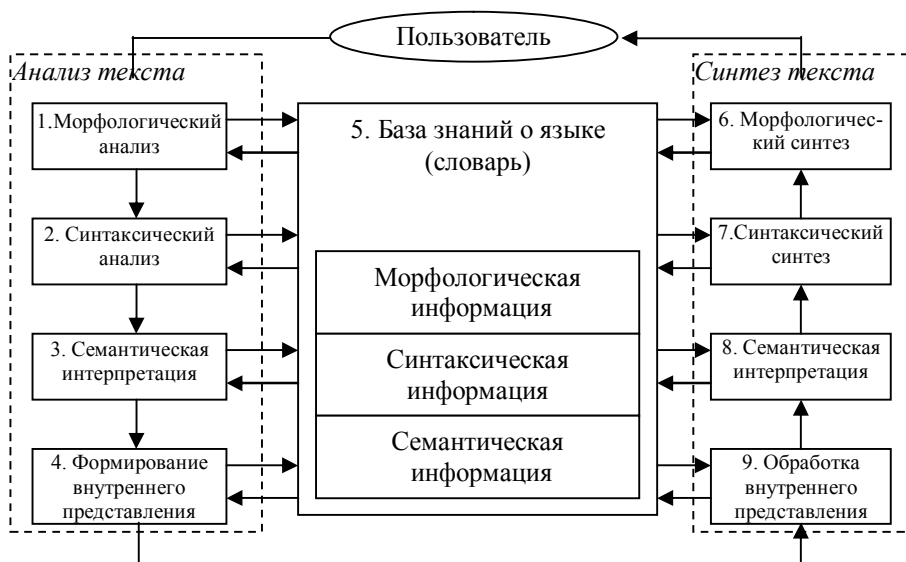 Пользователь
Анализ текста
1.Морфологический
анализ
2. Синтаксический
анализ
3. Семантическая
интерпретация
4. Формирование
внутреннего
представления
5. База знаний о языке
(словарь)
Морфологическая
информация
Синтаксическая
информация
Семантическая
информация
Синтез текста
6. Морфологичес-
ский синтез
7.Синтаксический
синтез
8. Семантическая
интерпретация
9. Обработка
внутреннего
представления